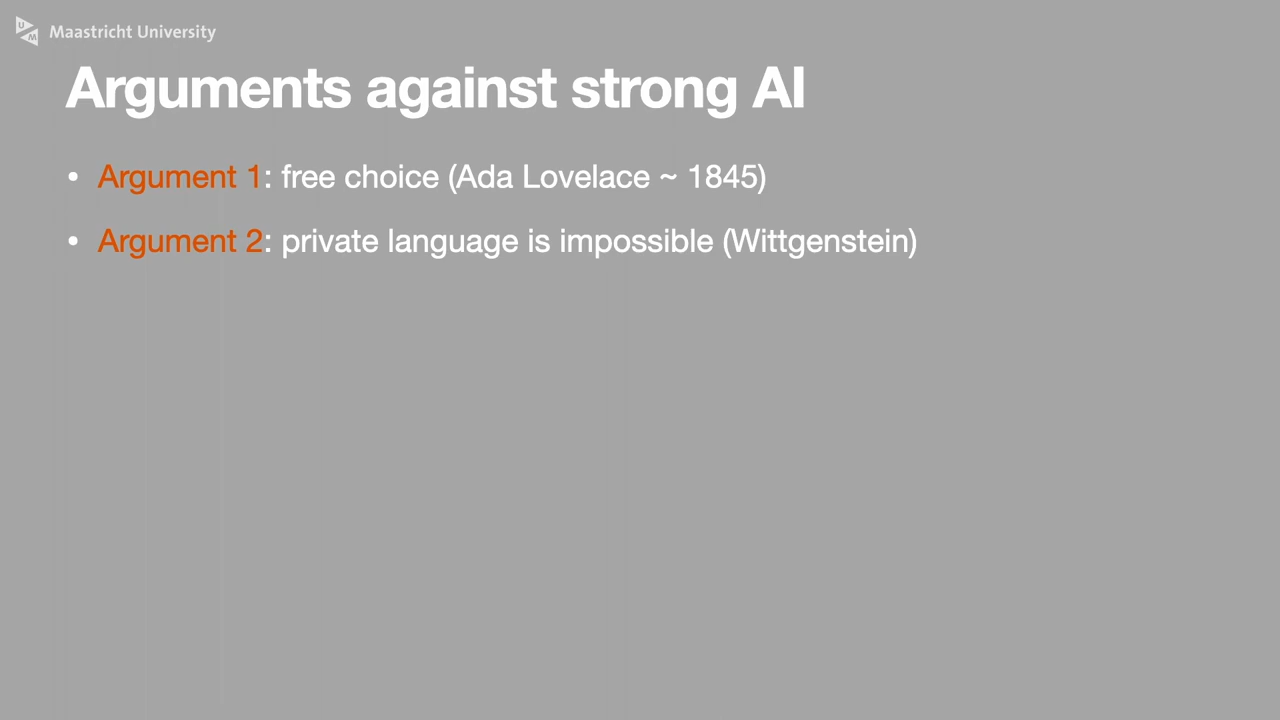 Maastricht University
Arguments against strong AI
• Argument 1: free choice (Ada Lovelace ~ 1845)
• Argument 2: private language is impossible (Wittgenstein)